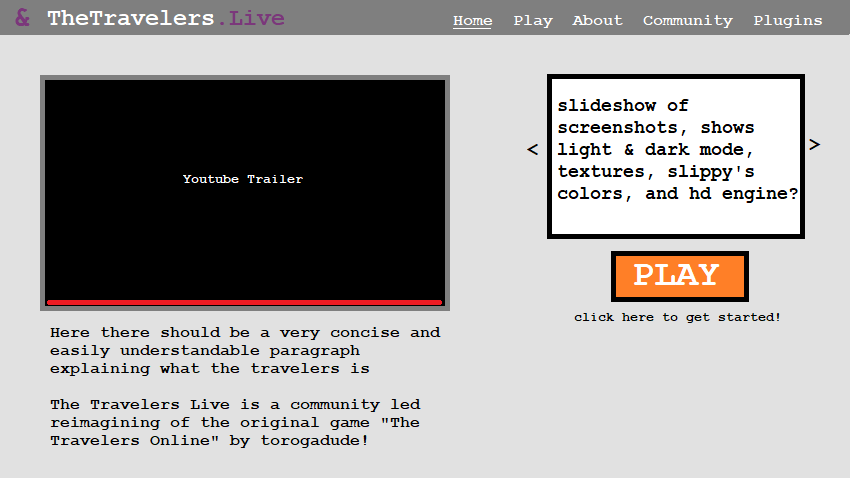 & TheTravelers.Live
Home Play About Community Plugins
Youtube Trailer
Here there should be a very concise and
easily understandable paragraph
explaining what the travelers is
The Travelers Live is a community led
reimagining of the original game "The
Travelers Online" by torogadude!
<
slideshow of
screenshots, shows
light & dark mode,
textures, slippy's
colors, and hd engine?
>
PLAY
click here to get started!